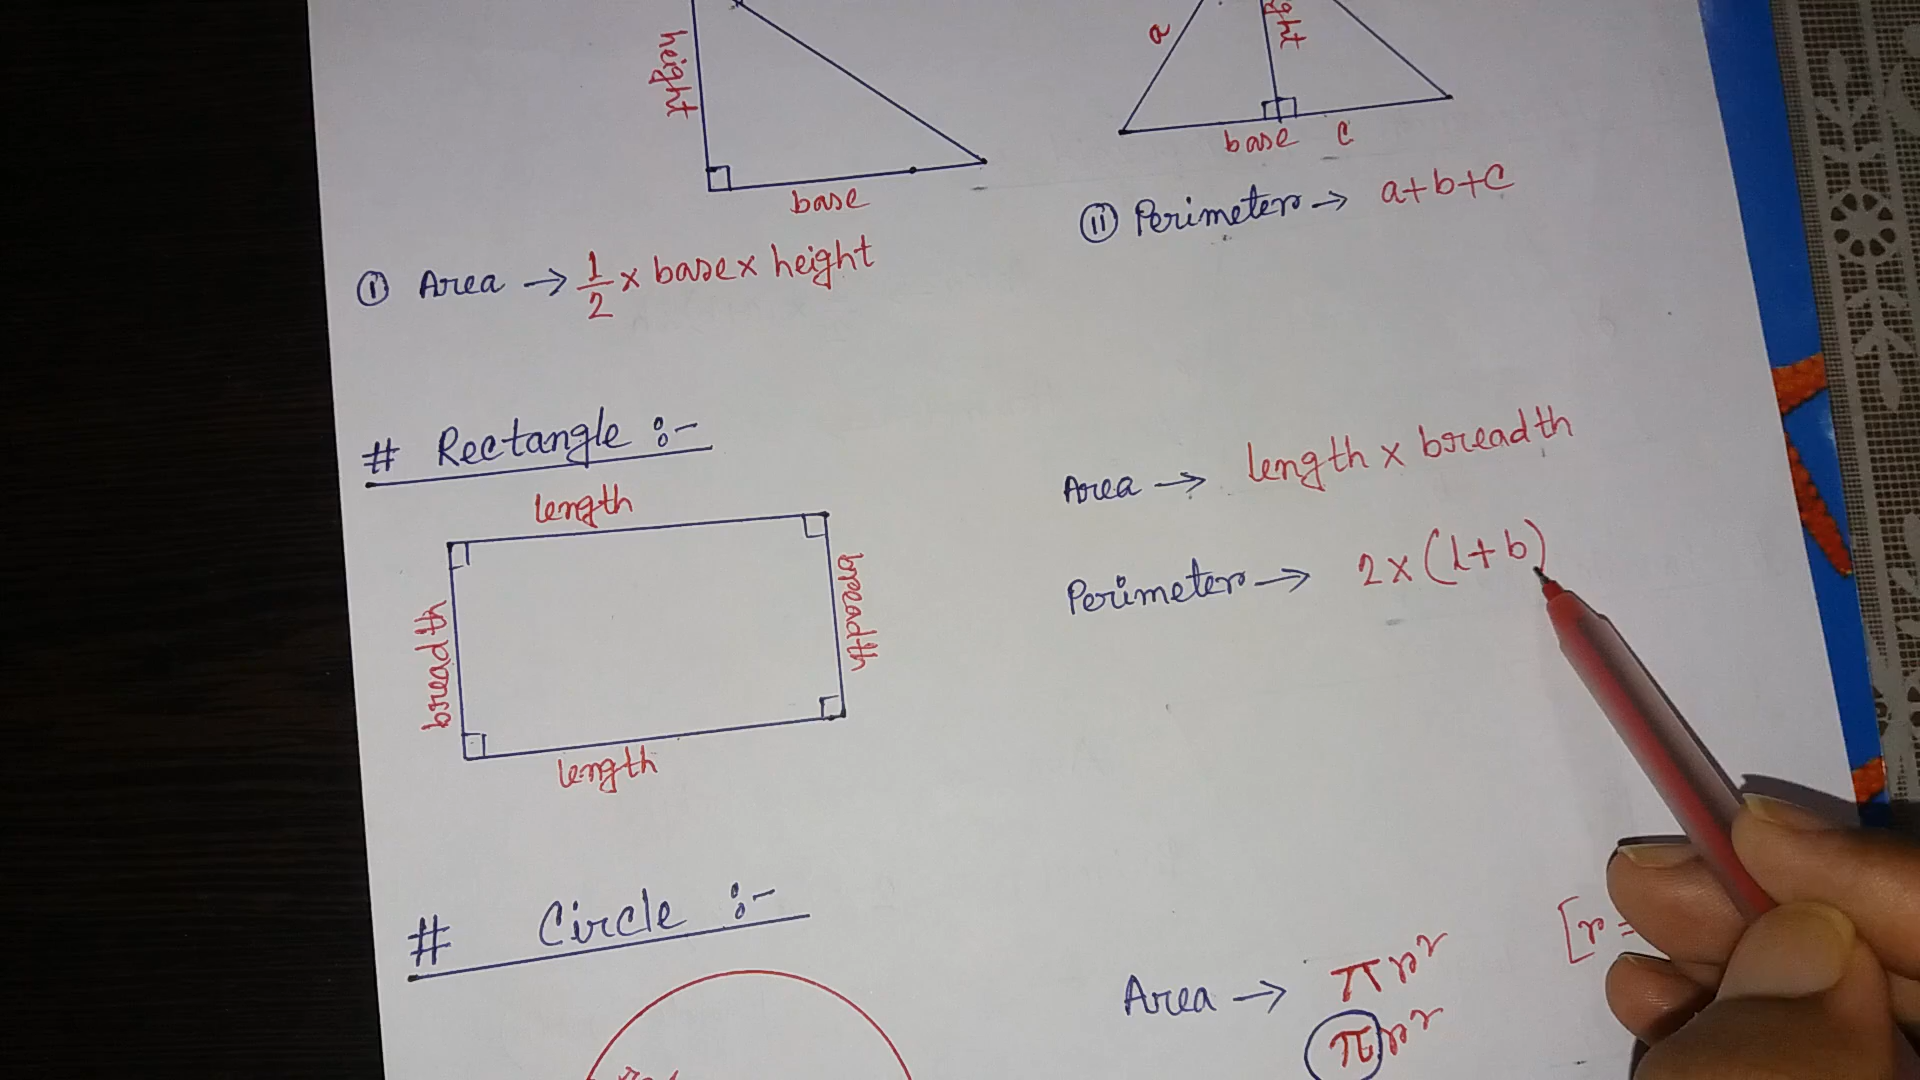 height
a
base
base c
(i) Area → 1/2 × base × height
(ii) Perimeter → a+b+c
# Rectangle :-
length
breadth
breadth
length
Area → length × breadth
Perimeter → 2 × (l+b)
# Circle :-
Area → πr²
πr²
[r =